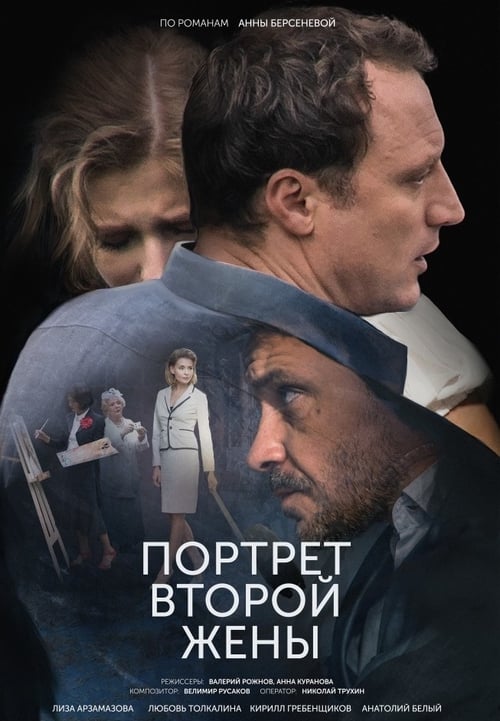 ПО РОМАНАМ АННЫ БЕРСЕНЕВОЙ
ПОРТРЕТ
ВТОРОЙ
ЖЕНЫ
РЕЖИССЕРЫ: ВАЛЕРИЙ РОЖНОВ, АННА КУРАНОВА
КОМПОЗИТОР: ВЕЛИМИР РУСАКОВ ОПЕРАТОР: НИКОЛАЙ ТРУХИН
ЛИЗА АРЗАМАЗОВА ЛЮБОВЬ ТОЛКАЛИНА КИРИЛЛ ГРЕБЕНЩИКОВ АНАТОЛИЙ БЕЛЫЙ